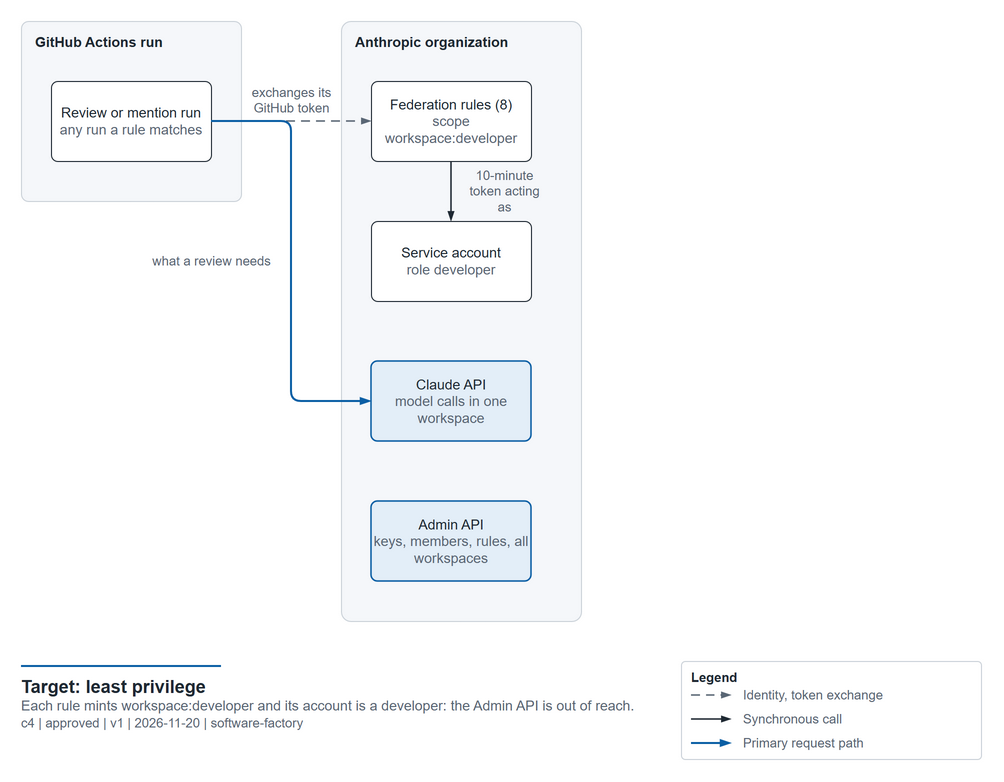 GitHub Actions run
Anthropic organization
Review or mention run
any run a rule matches
exchanges its
GitHub token
Federation rules (8)
scope
workspace:developer
10-minute
token acting
as
Service account
role developer
what a review needs
Claude API
model calls in one
workspace
Admin API
keys, members, rules, all
workspaces
Target: least privilege
Each rule mints workspace:developer and its account is a developer: the Admin API is out of reach.
c4 | approved | v1 | 2026-11-20 | software-factory
Legend
Identity, token exchange
Synchronous call
Primary request path